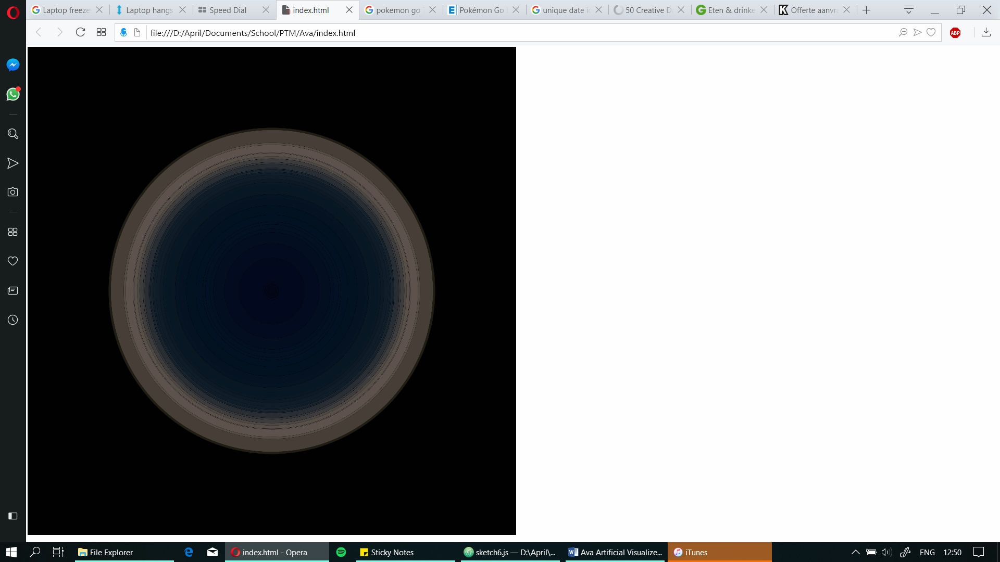 Laptop freeze
Laptop hangs
Speed Dial
index.html
pokemon go
Pokémon Go
unique date i
50 Creative D
Eten & drinke
Offerte aanvra
file:///D:/April/Documents/School/PTM/Ava/index.html
ABP
File Explorer
index.html - Opera
Sticky Notes
sketch6.js — D:\April\...
Ava Artificial Visualize...
iTunes
ENG
12:50